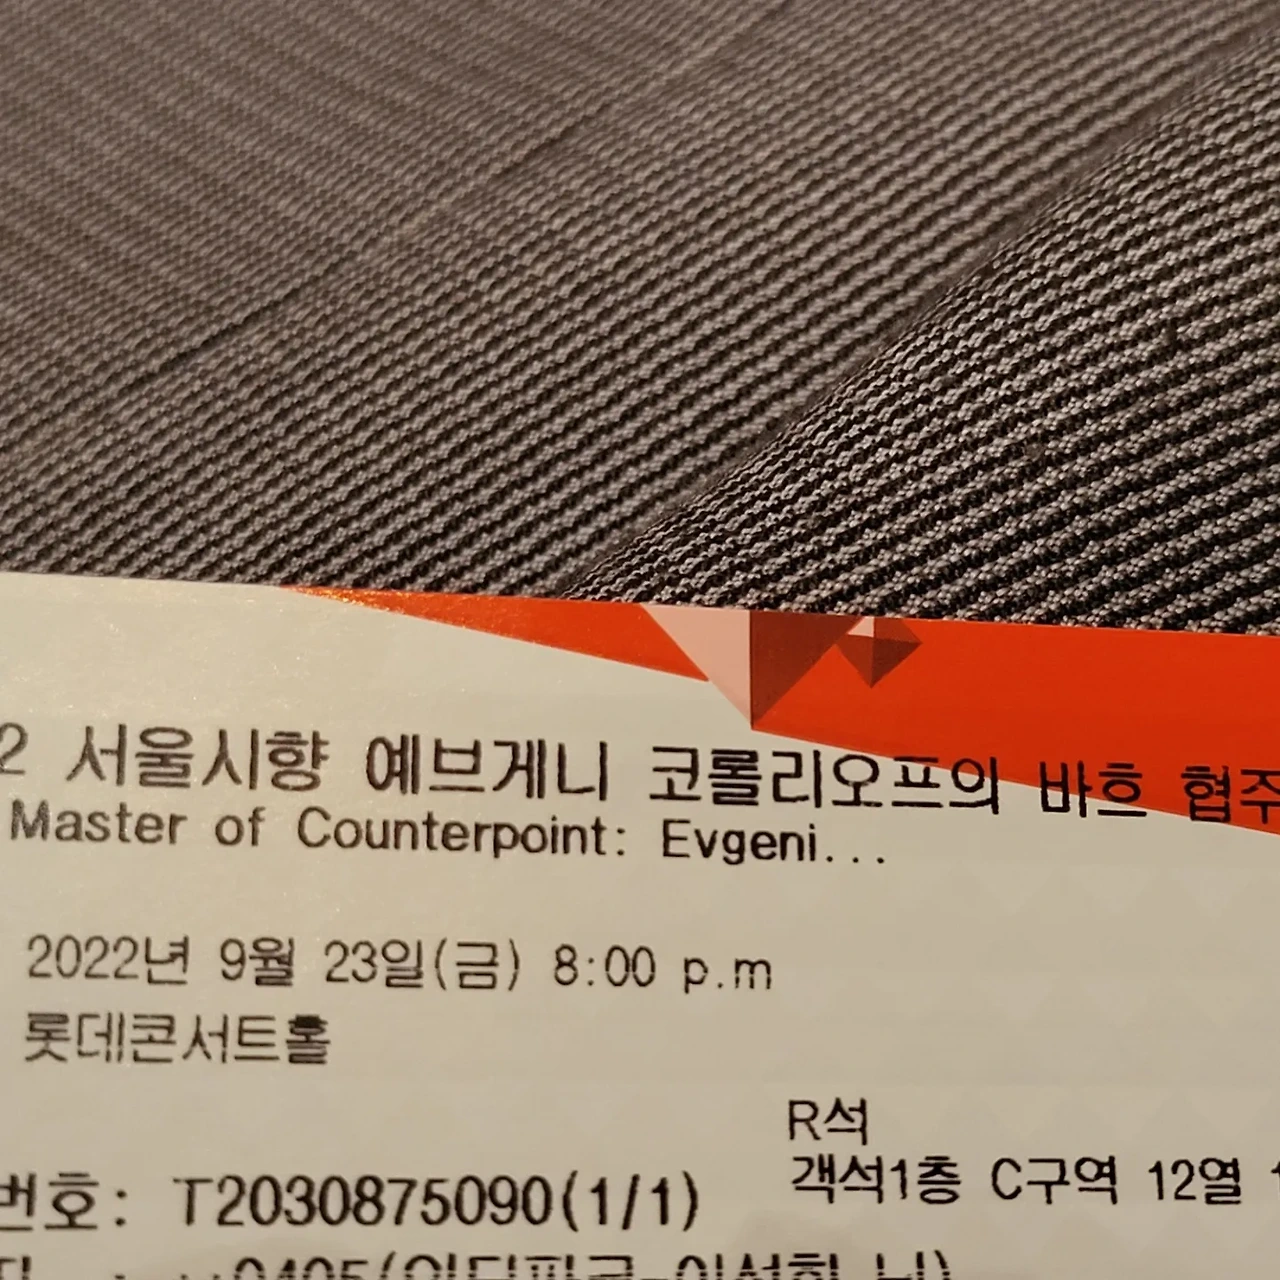 2 서울시향 예브게니 코롤리오프의 바흐 협주
Master of Counterpoint: Evgeni...
2022년 9월 23일(금) 8:00 p.m
롯데콘서트홀
R석
객석1층 C구역 12열 1
번호: T2030875090(1/1)